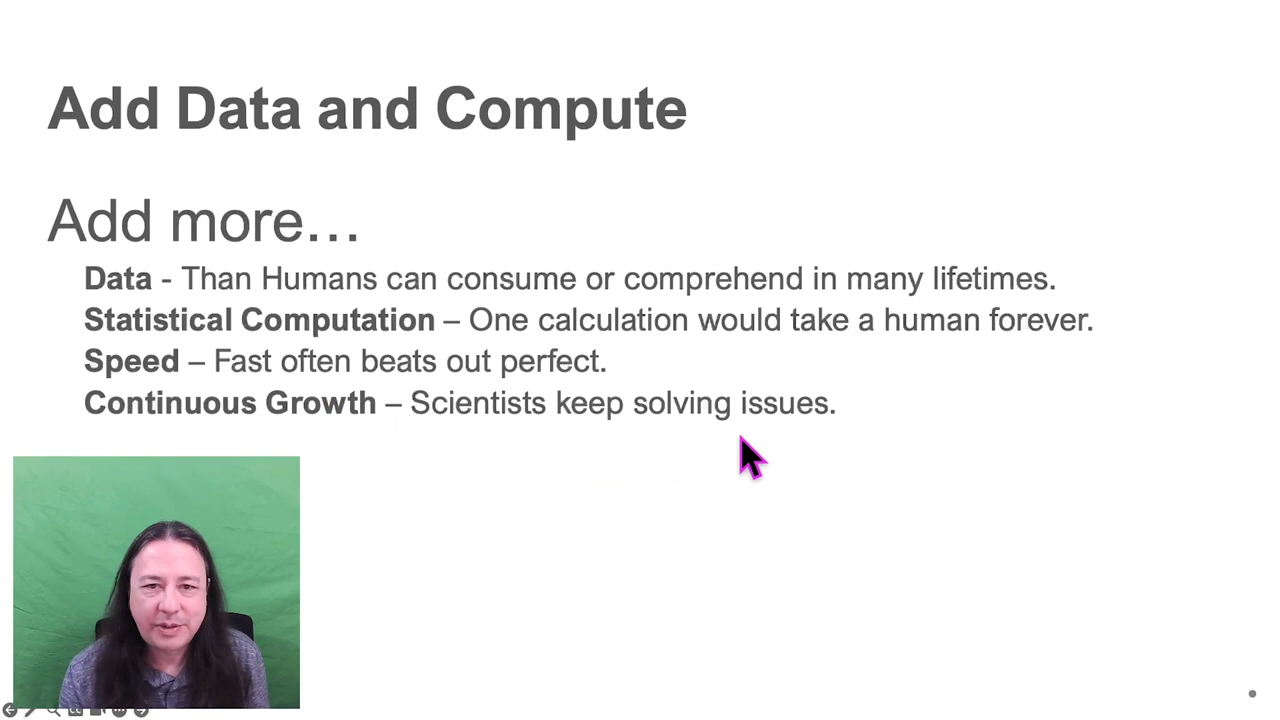 Add Data and Compute
Add more…
Data - Than Humans can consume or comprehend in many lifetimes.
Statistical Computation – One calculation would take a human forever.
Speed – Fast often beats out perfect.
Continuous Growth – Scientists keep solving issues.